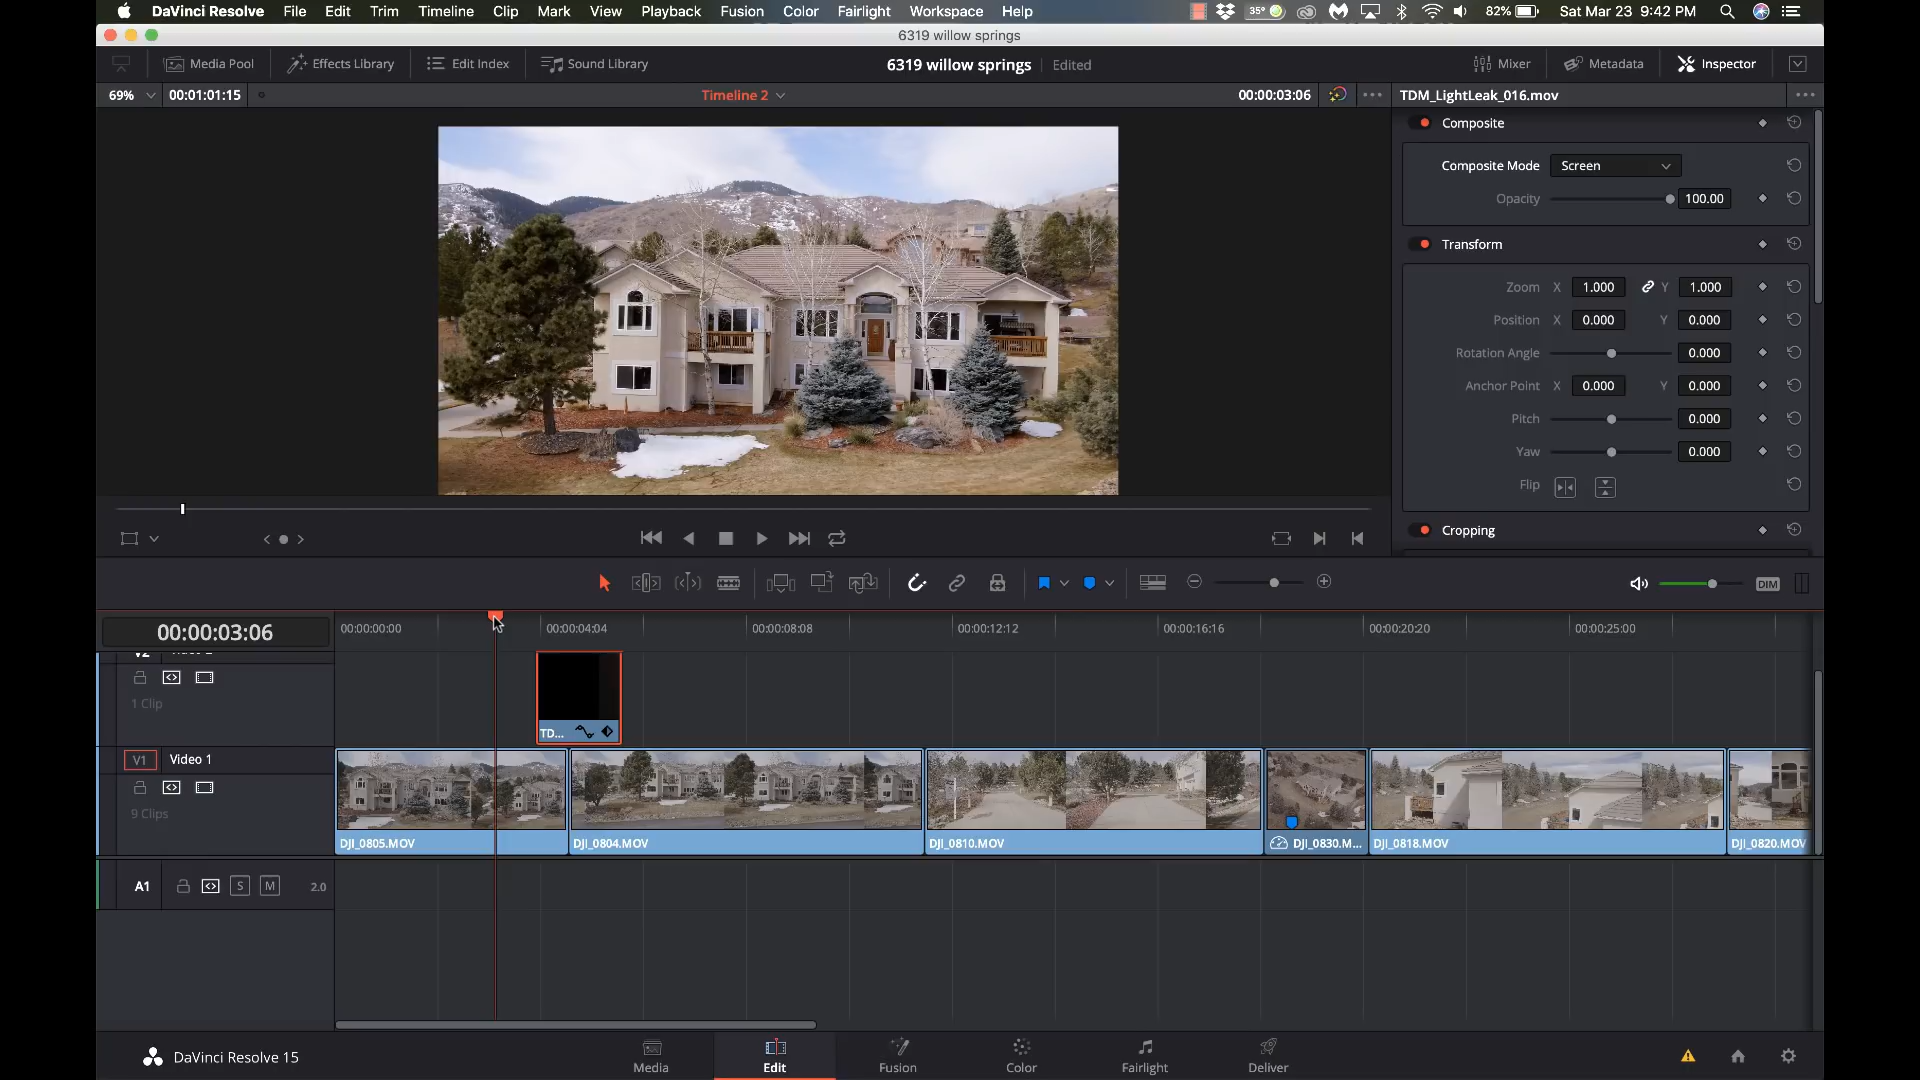 DaVinci Resolve File Edit Trim Timeline Clip Mark View Playback Fusion Color Fairlight Workspace Help 35° 82% Sat Mar 23 9:42 PM
6319 willow springs
Media Pool Effects Library Edit Index Sound Library 6319 willow springs Edited Mixer Metadata Inspector
69% 00:01:01:15 Timeline 2 00:00:03:06 TDM_LightLeak_016.mov
Composite
Composite Mode Screen
Opacity 100.00
Transform
Zoom X 1.000 Y 1.000
Position X 0.000 Y 0.000
Rotation Angle 0.000
Anchor Point X 0.000 Y 0.000
Pitch 0.000
Yaw 0.000
Flip
Cropping
DIM
00:00:03:06 00:00:00:00 00:00:04:04 00:00:08:08 00:00:12:12 00:00:16:16 00:00:20:20 00:00:25:00
1 Clip
TD...
V1 Video 1
9 Clips
DJI_0805.MOV DJI_0804.MOV DJI_0810.MOV DJI_0830.M... DJI_0818.MOV DJI_0820.MOV
A1 S M 2.0
DaVinci Resolve 15 Media Edit Fusion Color Fairlight Deliver